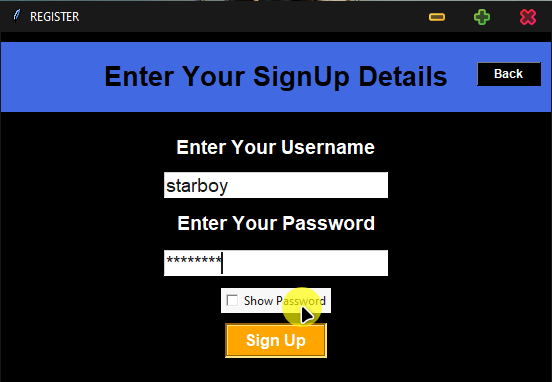 REGISTER
Enter Your SignUp Details
Back
Enter Your Username
starboy
Enter Your Password
********
Show Password
Sign Up